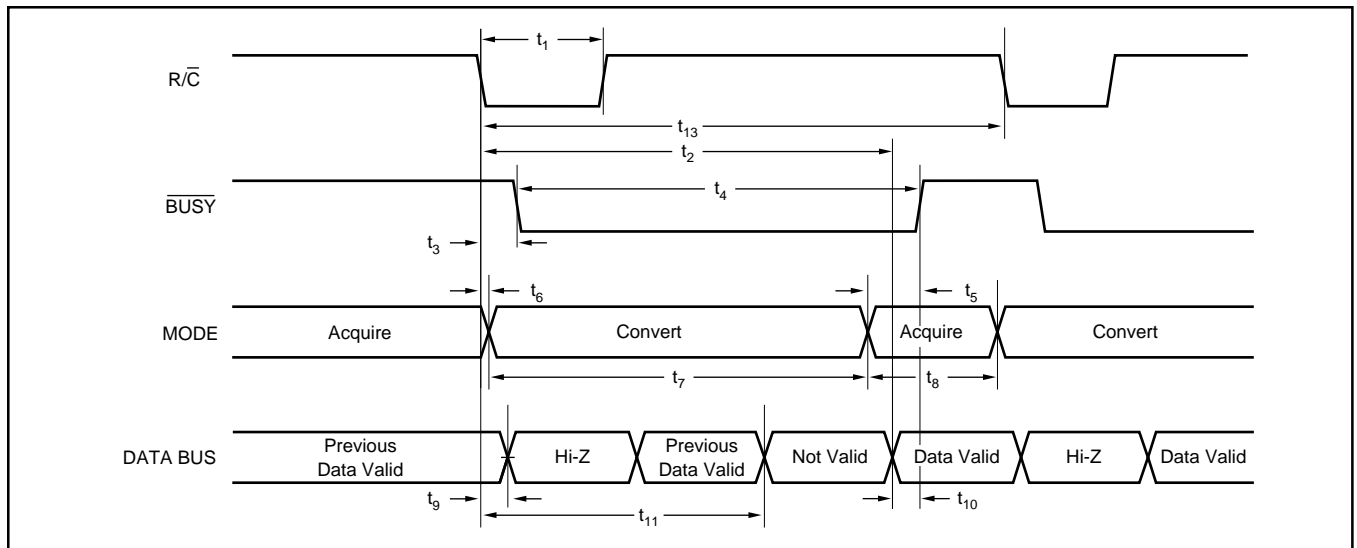 t₁
R/C̅
t₁₃
t₂
t₄
B̅U̅S̅Y̅
t₃
t₆
t₅
MODE
Acquire
Convert
Acquire
Convert
t₇
t₈
DATA BUS
Previous
Data Valid
Hi-Z
Previous
Data Valid
Not Valid
Data Valid
Hi-Z
Data Valid
t₉
t₁₁
t₁₀